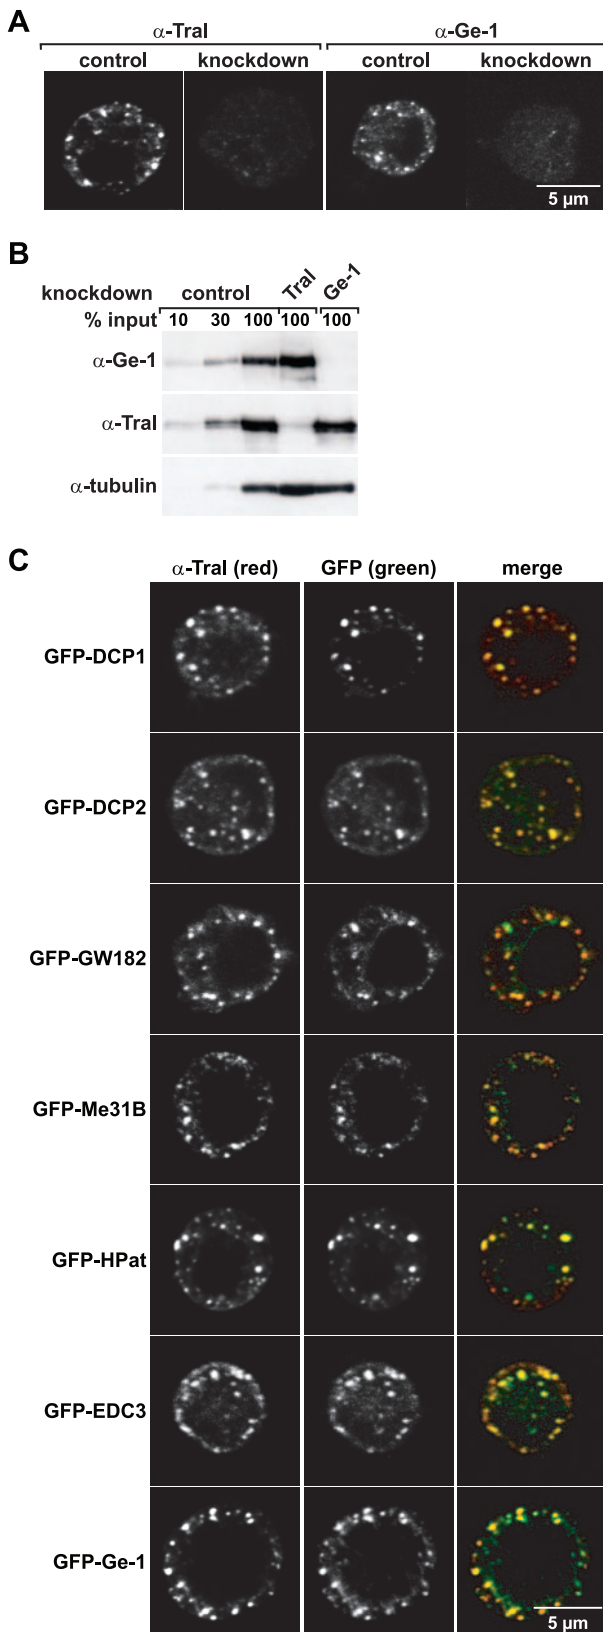 A
α-Tral α-Ge-1
control knockdown control knockdown
5 µm
B
knockdown control Tral Ge-1
% input 10 30 100 100 100
α-Ge-1
α-Tral
α-tubulin
C
α-Tral (red) GFP (green) merge
GFP-DCP1
GFP-DCP2
GFP-GW182
GFP-Me31B
GFP-HPat
GFP-EDC3
GFP-Ge-1
5 µm